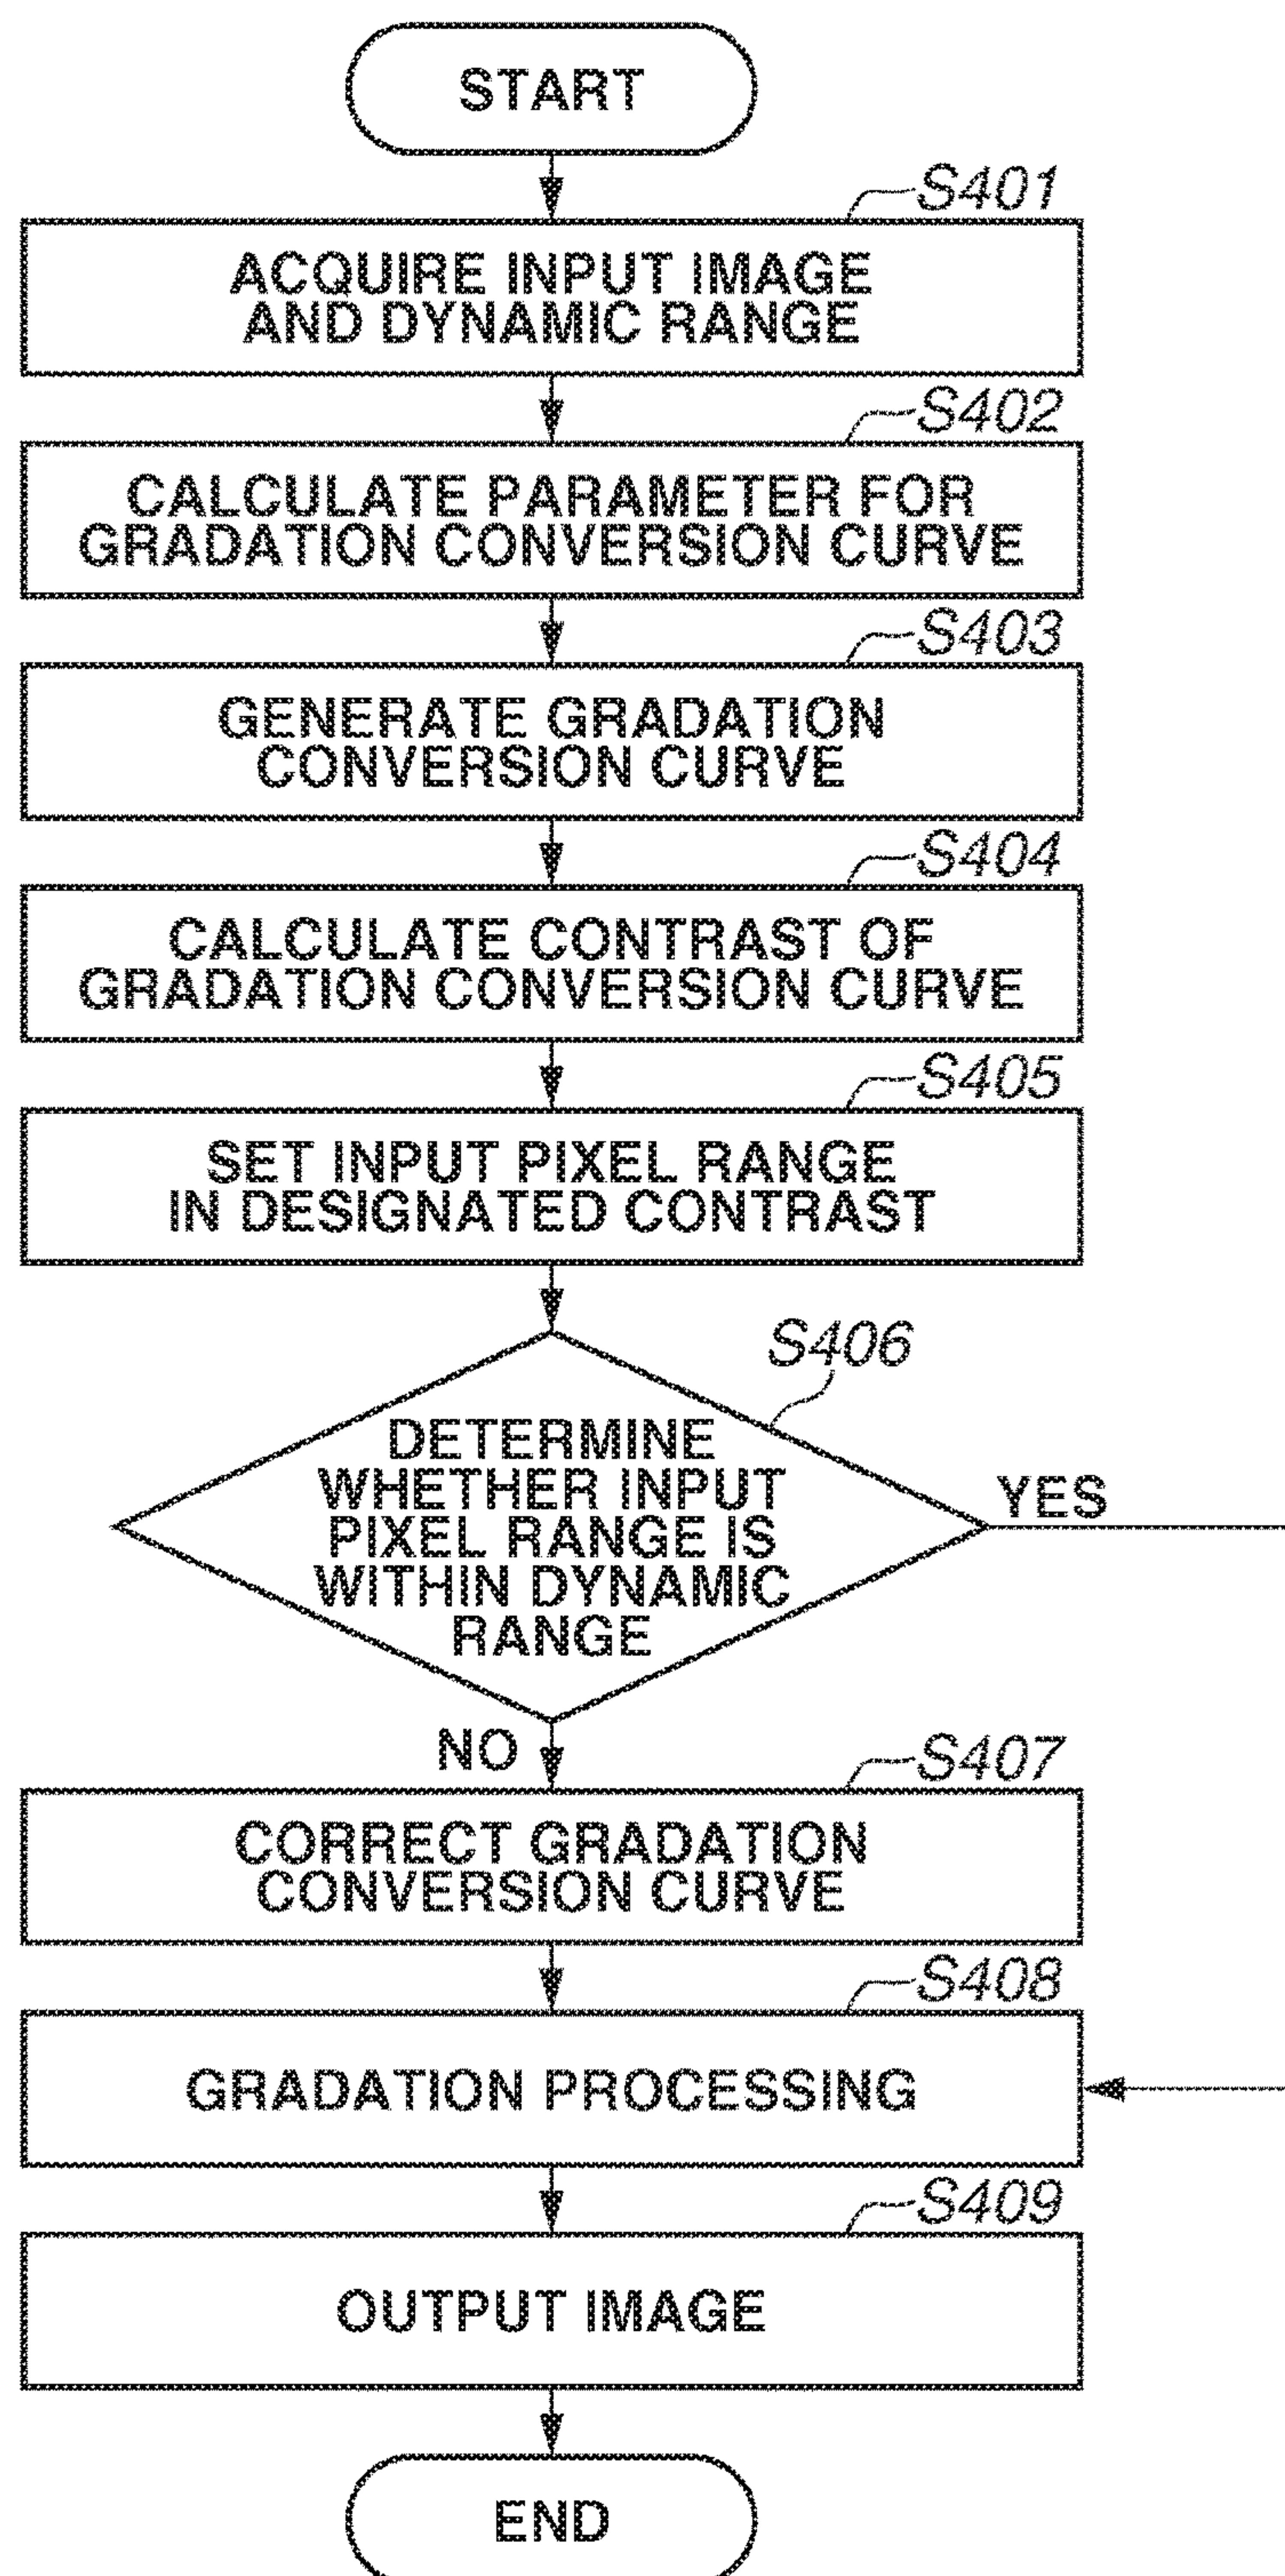 START
S401
ACQUIRE INPUT IMAGE
AND DYNAMIC RANGE
S402
CALCULATE PARAMETER FOR
GRADATION CONVERSION CURVE
S403
GENERATE GRADATION
CONVERSION CURVE
S404
CALCULATE CONTRAST OF
GRADATION CONVERSION CURVE
S405
SET INPUT PIXEL RANGE
IN DESIGNATED CONTRAST
S406
DETERMINE
WHETHER INPUT
PIXEL RANGE IS
WITHIN DYNAMIC
RANGE
YES
NO
S407
CORRECT GRADATION
CONVERSION CURVE
S408
GRADATION PROCESSING
S409
OUTPUT IMAGE
END